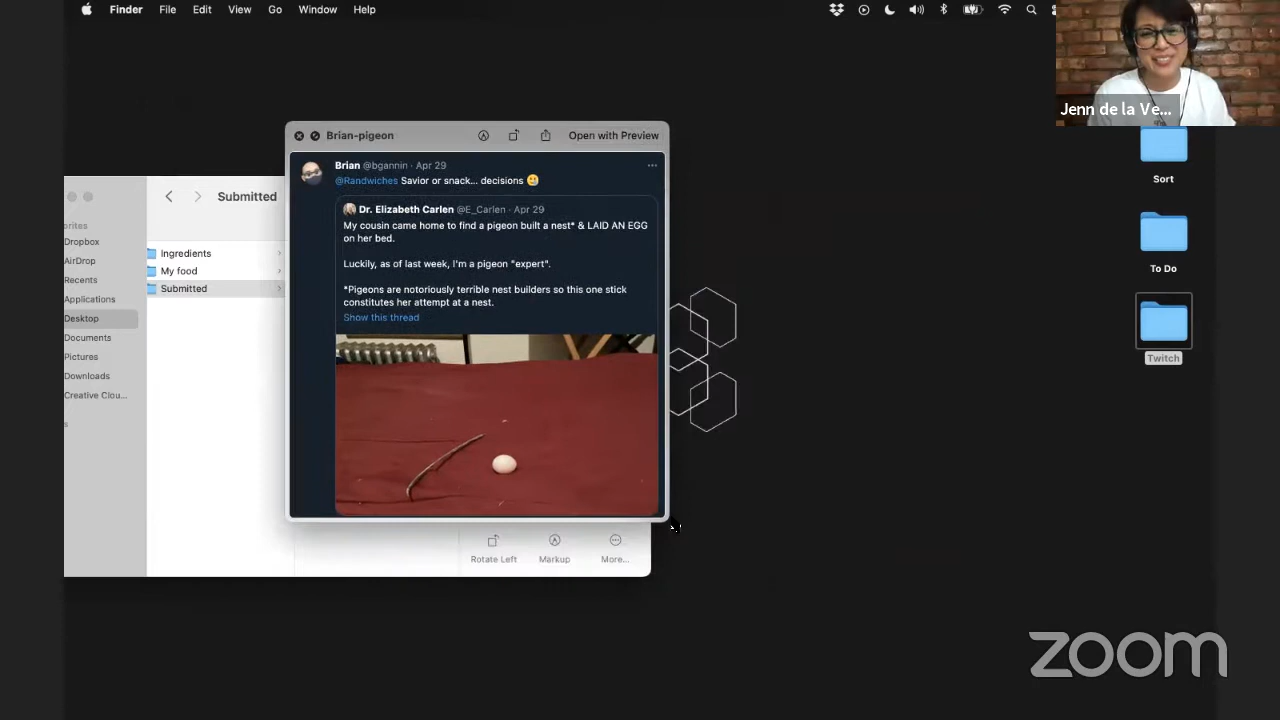 Finder File Edit View Go Window Help
Jenn de la Ve...
Brian-pigeon
Open with Preview
Brian @bgannin · Apr 29
@Randwiches Savior or snack... decisions
Dr. Elizabeth Carlen @E_Carlen · Apr 29
My cousin came home to find a pigeon built a nest* & LAID AN EGG
on her bed.
Luckily, as of last week, I'm a pigeon "expert".
*Pigeons are notoriously terrible nest builders so this one stick
constitutes her attempt at a nest.
Show this thread
Submitted
Dropbox
AirDrop
Recents
Applications
Desktop
Documents
Pictures
Downloads
Creative Clou...
Ingredients
My food
Submitted
Rotate Left
Markup
More...
Sort
To Do
Twitch
zoom